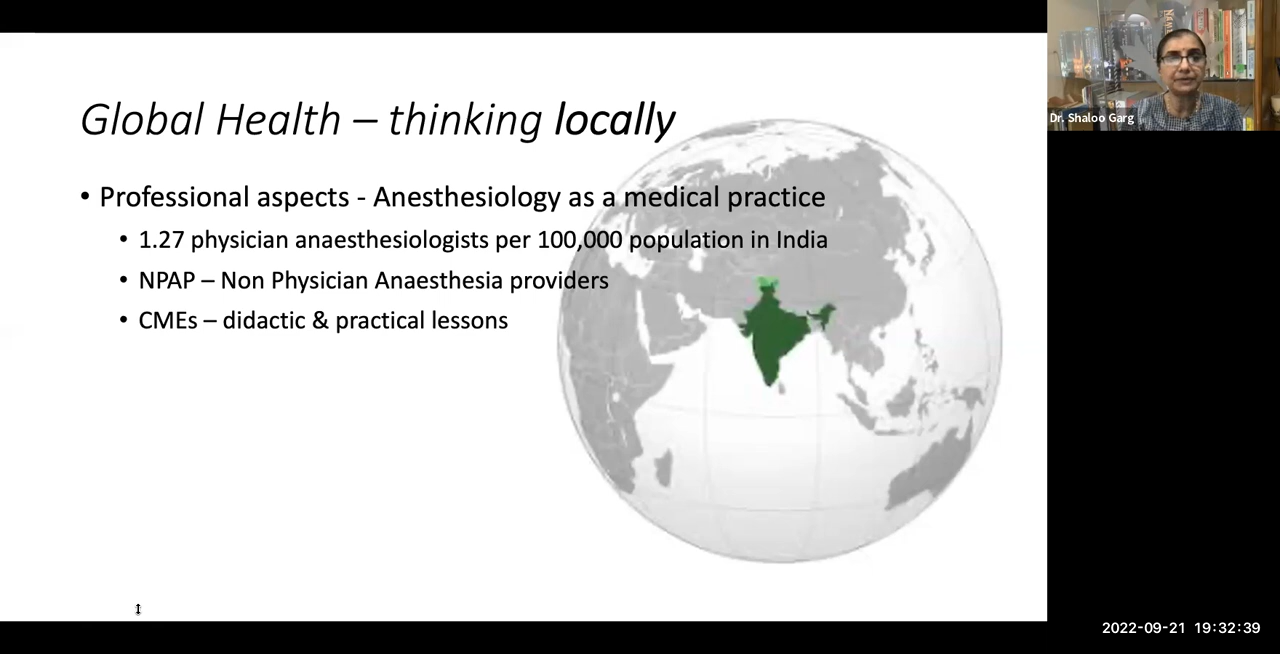 Global Health – thinking locally
• Professional aspects - Anesthesiology as a medical practice
• 1.27 physician anaesthesiologists per 100,000 population in India
• NPAP – Non Physician Anaesthesia providers
• CMEs – didactic & practical lessons
Dr. Shaloo Garg
2022-09-21 19:32:39